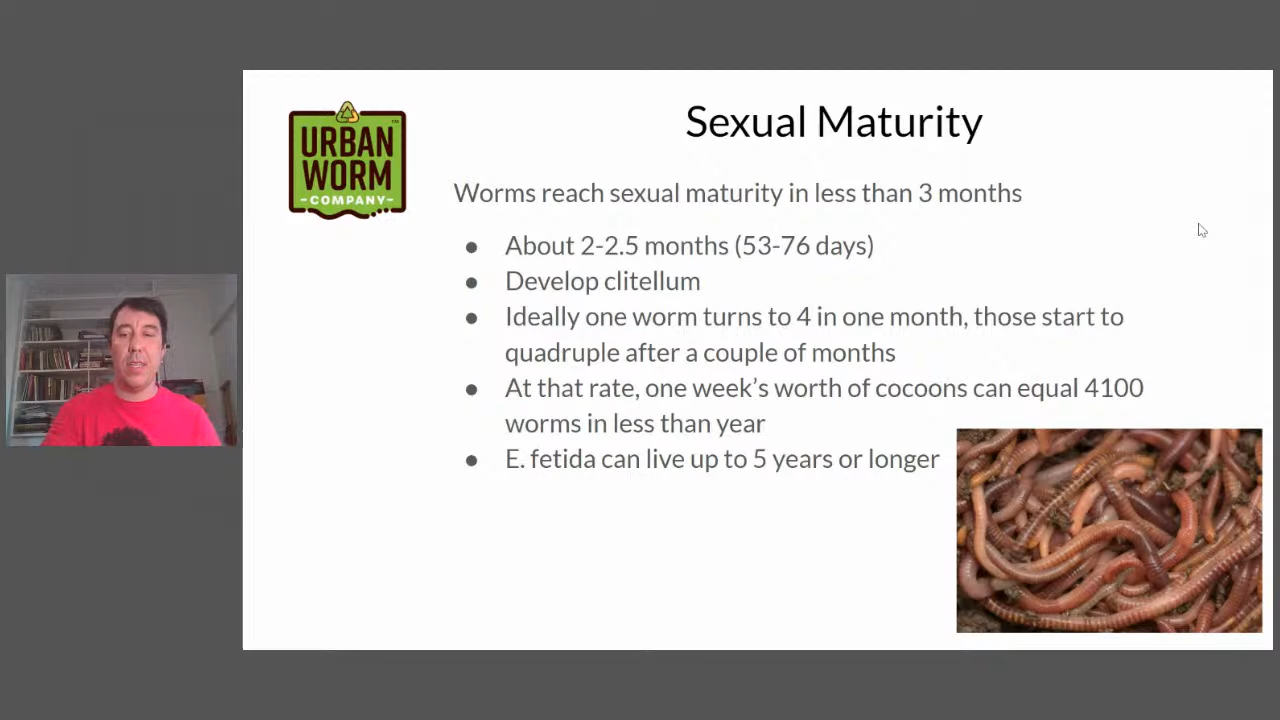 URBAN
WORM
COMPANY
TM
Sexual Maturity
Worms reach sexual maturity in less than 3 months
● About 2-2.5 months (53-76 days)
● Develop clitellum
● Ideally one worm turns to 4 in one month, those start to
quadruple after a couple of months
● At that rate, one week's worth of cocoons can equal 4100
worms in less than year
● E. fetida can live up to 5 years or longer